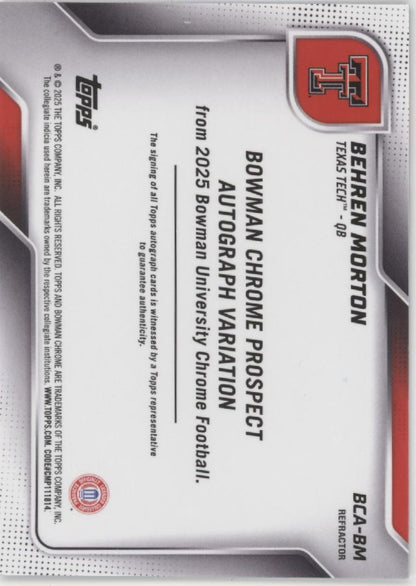 BEHREN MORTON
TEXAS TECH™ - QB
BCA-BM
REFRACTOR
BOWMAN CHROME PROSPECT
AUTOGRAPH VARIATION
from 2025 Bowman University Chrome Football.
The signing of all Topps autograph cards is witnessed by a Topps representative
to guarantee authenticity.
topps®
® & © 2025 THE TOPPS COMPANY, INC. ALL RIGHTS RESERVED. TOPPS AND BOWMAN CHROME ARE TRADEMARKS OF THE TOPPS COMPANY, INC.
The collegiate indicia used herein are trademarks owned by the respective collegiate institutions. WWW.TOPPS.COM. CODE#CMP111814.